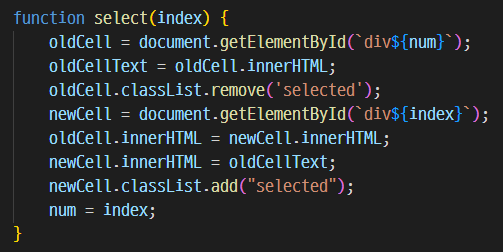 function select(index) {
    oldCell = document.getElementById(`div${num}`);
    oldCellText = oldCell.innerHTML;
    oldCell.classList.remove('selected');
    newCell = document.getElementById(`div${index}`);
    oldCell.innerHTML = newCell.innerHTML;
    newCell.innerHTML = oldCellText;
    newCell.classList.add("selected");
    num = index;
}